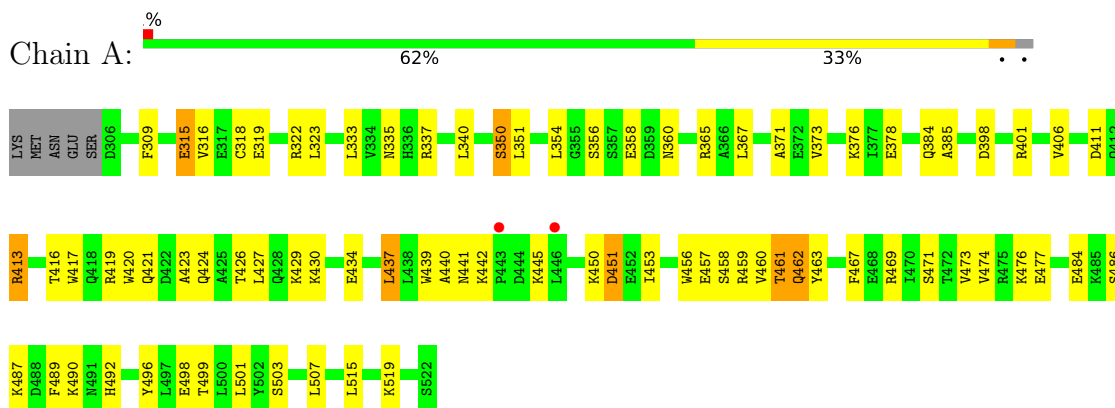 %
Chain A:
62% 33% • •
LYS MET ASN GLU SER D306 F309 E315 V316 E317 C318 E319 R322 L323 L333 V334 N335 H336 R337 L340 S350 L351 L354 G355 S356 S357 E358 D359 N360 R365 A366 L367 A371 E372 V373 K376 I377 E378 Q384 A385 D398 R401 V406 D411
R413 T416 W417 Q418 R419 W420 Q421 D422 A423 Q424 A425 T426 L427 Q428 K429 K430 E434 L437 L438 W439 A440 N441 K442 P443 D444 K445 L446 K450 D451 E452 I453 W456 E457 S458 R459 V460 T461 Q462 Y463 F467 E468 R469 I470 S471 T472 V473 V474 R475 K476 E477 E484 K485 S486
K487 D488 F489 K490 N491 H492 Y496 L497 E498 T499 L500 L501 Y502 S503 L507 L515 K519 S522